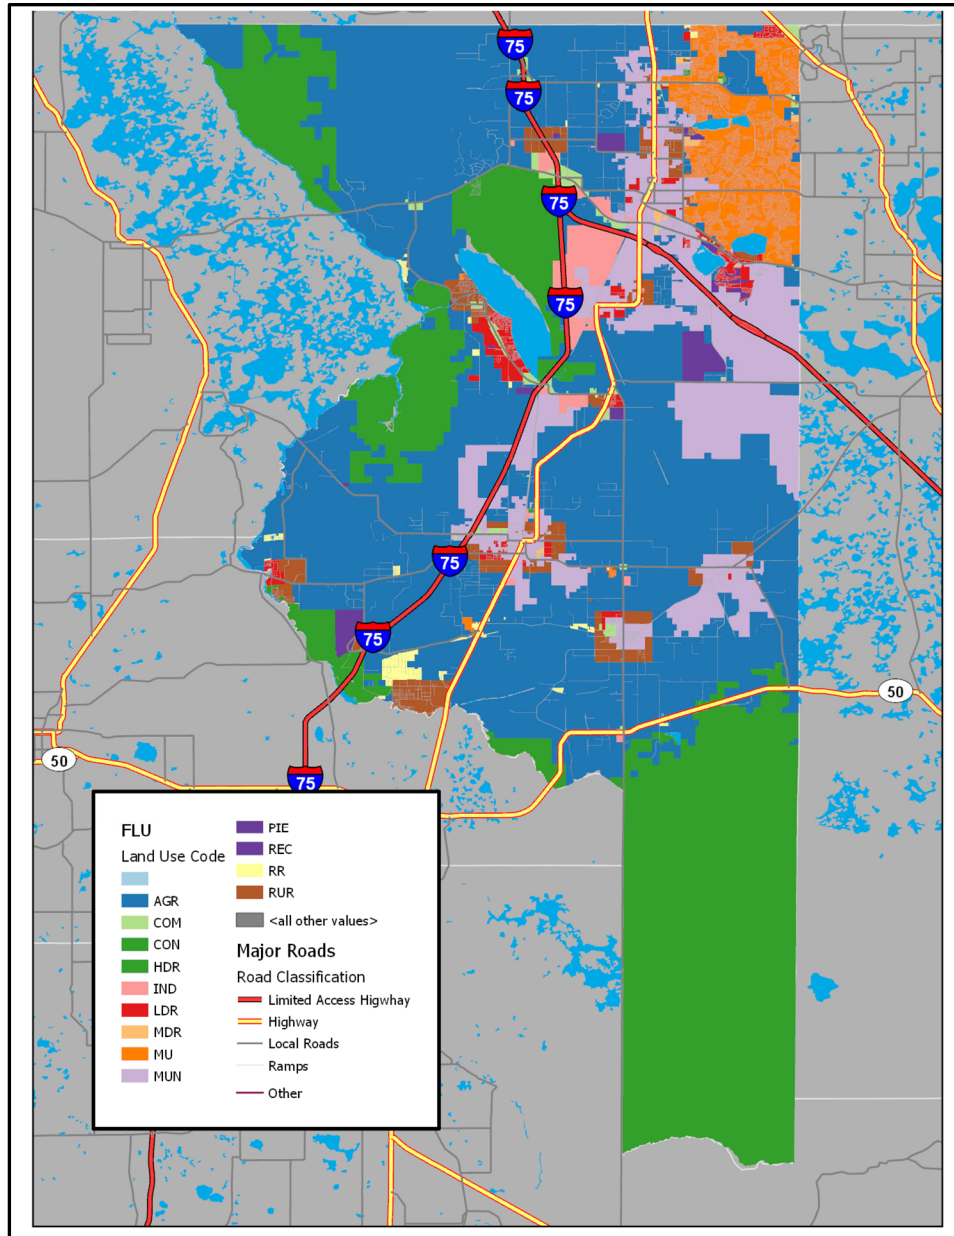 75
75
75
75
75
75
50
50
75
FLU
Land Use Code
AGR
COM
CON
HDR
IND
LDR
MDR
MU
MUN
PIE
REC
RR
RUR
<all other values>
Major Roads
Road Classification
Limited Access Higwhay
Highway
Local Roads
Ramps
Other